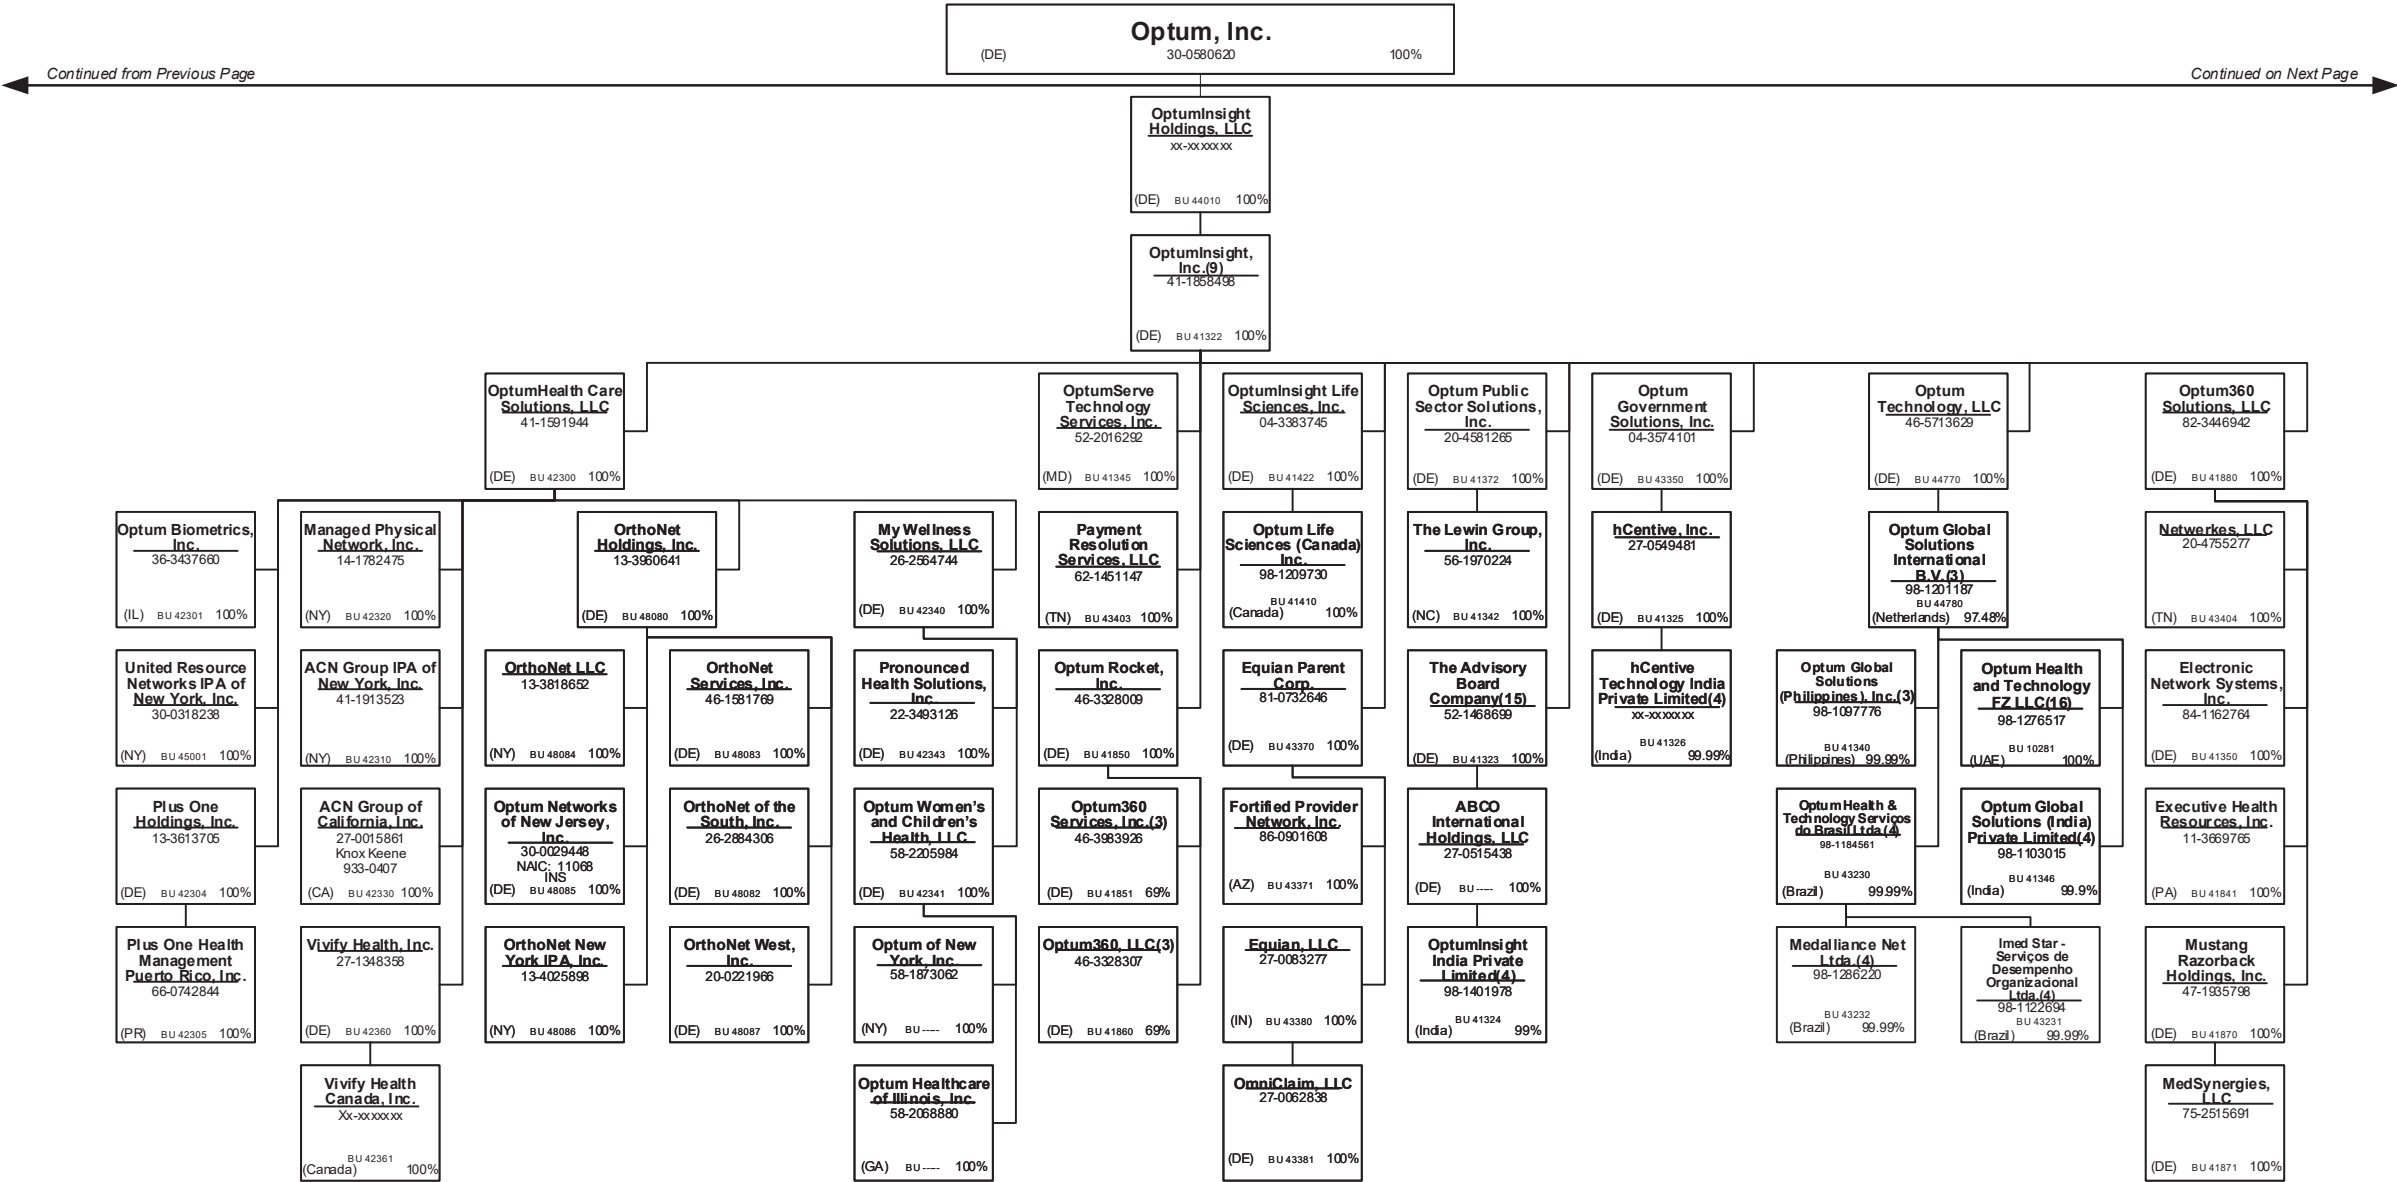 Optum, Inc.
(DE) 30-0580620 100%
Continued from Previous Page
Continued on Next Page
OptumInsight
Holdings, LLC
xx-xxxxxxx
(DE) BU 44010 100%
OptumInsight,
Inc.(9)
41-1858498
(DE) BU 41322 100%
OptumHealth Care
Solutions, LLC
41-1591944
(DE) BU 42300 100%
OptumServe
Technology
Services, Inc.
52-2016292
(MD) BU 41345 100%
OptumInsight Life
Sciences, Inc.
04-3383745
(DE) BU 41422 100%
Optum Public
Sector Solutions,
Inc.
20-4581265
(DE) BU 41372 100%
Optum
Government
Solutions, Inc.
04-3574101
(DE) BU 43350 100%
Optum
Technology, LLC
46-5713629
(DE) BU 44770 100%
Optum360
Solutions, LLC
82-3446942
(DE) BU 41880 100%
Optum Biometrics,
Inc.
36-3437660
(IL) BU 42301 100%
Managed Physical
Network, Inc.
14-1782475
(NY) BU 42320 100%
OrthoNet
Holdings, Inc.
13-3960641
(DE) BU 48080 100%
My Wellness
Solutions, LLC
26-2564744
(DE) BU 42340 100%
Payment
Resolution
Services, LLC
62-1451147
(TN) BU 43403 100%
Optum Life
Sciences (Canada)
Inc.
98-1209730
BU 41410
(Canada) 100%
The Lewin Group,
Inc.
56-1970224
(NC) BU 41342 100%
hCentive, Inc.
27-0549481
(DE) BU 41325 100%
Optum Global
Solutions
International
B.V.(3)
98-1201187
BU 44780
(Netherlands) 97.48%
Netwerkes, LLC
20-4755277
(TN) BU 43404 100%
United Resource
Networks IPA of
New York, Inc.
30-0318238
(NY) BU 45001 100%
ACN Group IPA of
New York, Inc.
41-1913523
(NY) BU 42310 100%
OrthoNet LLC
13-3818652
(NY) BU 48084 100%
OrthoNet
Services, Inc.
46-1581769
(DE) BU 48083 100%
Pronounced
Health Solutions,
Inc.
22-3493126
(DE) BU 42343 100%
Optum Rocket,
Inc.
46-3328009
(DE) BU 41850 100%
Equian Parent
Corp.
81-0732646
(DE) BU 43370 100%
The Advisory
Board
Company(15)
52-1468699
(DE) BU 41323 100%
hCentive
Technology India
Private Limited(4)
xx-xxxxxxx
BU 41326
(India) 99.99%
Optum Global
Solutions
(Philippines), Inc.(3)
98-1097776
BU 41340
(Philippines) 99.99%
Optum Health
and Technology
FZ LLC(16)
98-1276517
BU 10281
(UAE) 100%
Electronic
Network Systems,
Inc.
84-1162764
(DE) BU 41350 100%
Plus One
Holdings, Inc.
13-3613705
(DE) BU 42304 100%
ACN Group of
California, Inc.
27-0015861
Knox Keene
933-0407
(CA) BU 42330 100%
Optum Networks
of New Jersey,
Inc.
30-0029448
NAIC: 11068
INS
(DE) BU 48085 100%
OrthoNet of the
South, Inc.
26-2884306
(DE) BU 48082 100%
Optum Women's
and Children's
Health, LLC
58-2205984
(DE) BU 42341 100%
Optum360
Services, Inc.(3)
46-3983926
(DE) BU 41851 69%
Fortified Provider
Network, Inc.
86-0901608
(AZ) BU 43371 100%
ABCO
International
Holdings, LLC
27-0515438
(DE) BU ----- 100%
Optum Health &
Technology Serviços
do Brasil Ltda(4)
98-1184561
BU 43230
(Brazil) 99.99%
Optum Global
Solutions (India)
Private Limited(4)
98-1103015
BU 41346
(India) 99.9%
Executive Health
Resources, Inc.
11-3669765
(PA) BU 41841 100%
Plus One Health
Management
Puerto Rico, Inc.
66-0742844
(PR) BU 42305 100%
Vivify Health, Inc.
27-1348358
(DE) BU 42360 100%
OrthoNet New
York IPA, Inc.
13-4025898
(NY) BU 48086 100%
OrthoNet West,
Inc.
20-0221966
(DE) BU 48087 100%
Optum of New
York, Inc.
58-1873062
(NY) BU ----- 100%
Optum360, LLC(3)
46-3328307
(DE) BU 41860 69%
Equian, LLC
27-0083277
(IN) BU 43380 100%
OptumInsight
India Private
Limited(4)
98-1401978
BU 41324
(India) 99%
Medalliance Net
Ltda.(4)
98-1286220
BU 43232
(Brazil) 99.99%
Imed Star -
Serviços de
Desempenho
Organizacional
Ltda.(4)
98-1122694
BU 43231
(Brazil) 99.99%
Mustang
Razorback
Holdings, Inc.
47-1935798
(DE) BU 41870 100%
Vivify Health
Canada, Inc.
Xx-xxxxxxx
BU 42361
(Canada) 100%
Optum Healthcare
of Illinois, Inc.
58-2068880
(GA) BU ----- 100%
OmniClaim, LLC
27-0062838
(DE) BU 43381 100%
MedSynergies,
LLC
75-2515691
(DE) BU 41871 100%